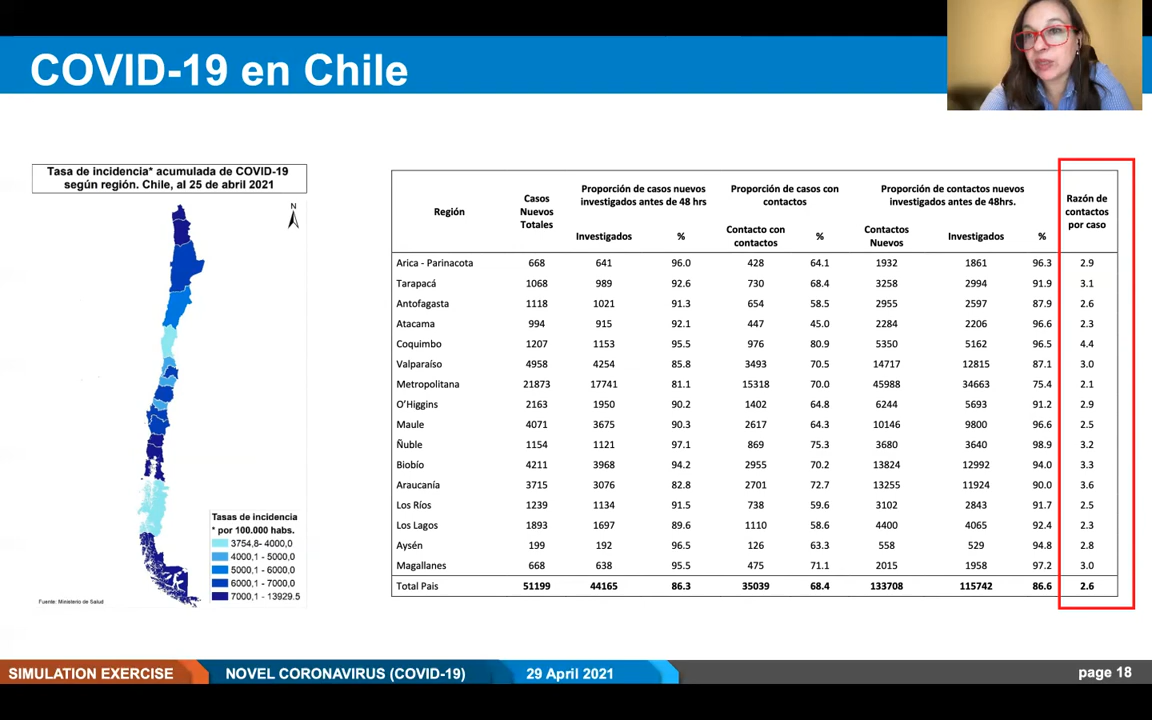 COVID-19 en Chile
Tasa de incidencia* acumulada de COVID-19
según región. Chile, al 25 de abril 2021
N
Tasas de incidencia
* por 100.000 habs.
3754,8- 4000,0
4000,1 - 5000,0
5000,1 - 6000,0
6000,1 - 7000,0
7000,1 - 13929.5
Fuente: Ministerio de Salud
Región Casos Nuevos Totales Proporción de casos nuevos investigados antes de 48 hrs Proporción de casos con contactos Proporción de contactos nuevos investigados antes de 48hrs. Razón de contactos por caso
Investigados % Contacto con contactos % Contactos Nuevos Investigados %
Arica - Parinacota 668 641 96.0 428 64.1 1932 1861 96.3 2.9
Tarapacá 1068 989 92.6 730 68.4 3258 2994 91.9 3.1
Antofagasta 1118 1021 91.3 654 58.5 2955 2597 87.9 2.6
Atacama 994 915 92.1 447 45.0 2284 2206 96.6 2.3
Coquimbo 1207 1153 95.5 976 80.9 5350 5162 96.5 4.4
Valparaíso 4958 4254 85.8 3493 70.5 14717 12815 87.1 3.0
Metropolitana 21873 17741 81.1 15318 70.0 45988 34663 75.4 2.1
O'Higgins 2163 1950 90.2 1402 64.8 6244 5693 91.2 2.9
Maule 4071 3675 90.3 2617 64.3 10146 9800 96.6 2.5
Ñuble 1154 1121 97.1 869 75.3 3680 3640 98.9 3.2
Biobío 4211 3968 94.2 2955 70.2 13824 12992 94.0 3.3
Araucanía 3715 3076 82.8 2701 72.7 13255 11924 90.0 3.6
Los Ríos 1239 1134 91.5 738 59.6 3102 2843 91.7 2.5
Los Lagos 1893 1697 89.6 1110 58.6 4400 4065 92.4 2.3
Aysén 199 192 96.5 126 63.3 558 529 94.8 2.8
Magallanes 668 638 95.5 475 71.1 2015 1958 97.2 3.0
Total País 51199 44165 86.3 35039 68.4 133708 115742 86.6 2.6
SIMULATION EXERCISE NOVEL CORONAVIRUS (COVID-19) 29 April 2021 page 18